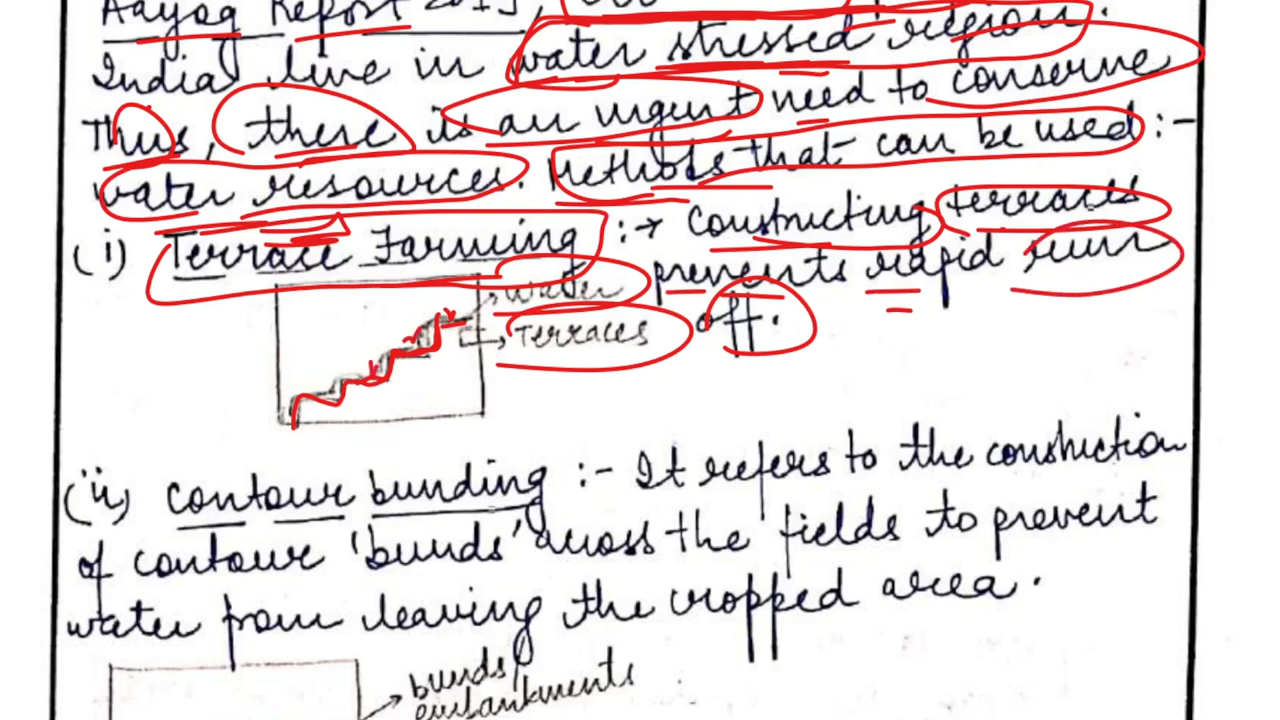 Aayog Report 2019,
India live in water stressed region.
Thus, there is an urgent need to conserve
water resources. Methods that can be used :-
(i) Terrace Farming :→ Constructing terraces
prevents rapid run
off.
water
Terraces
(ii) contour bunding :- It refers to the construction
of contour 'bunds' across the fields to prevent
water from leaving the cropped area.
bunds/
embankments